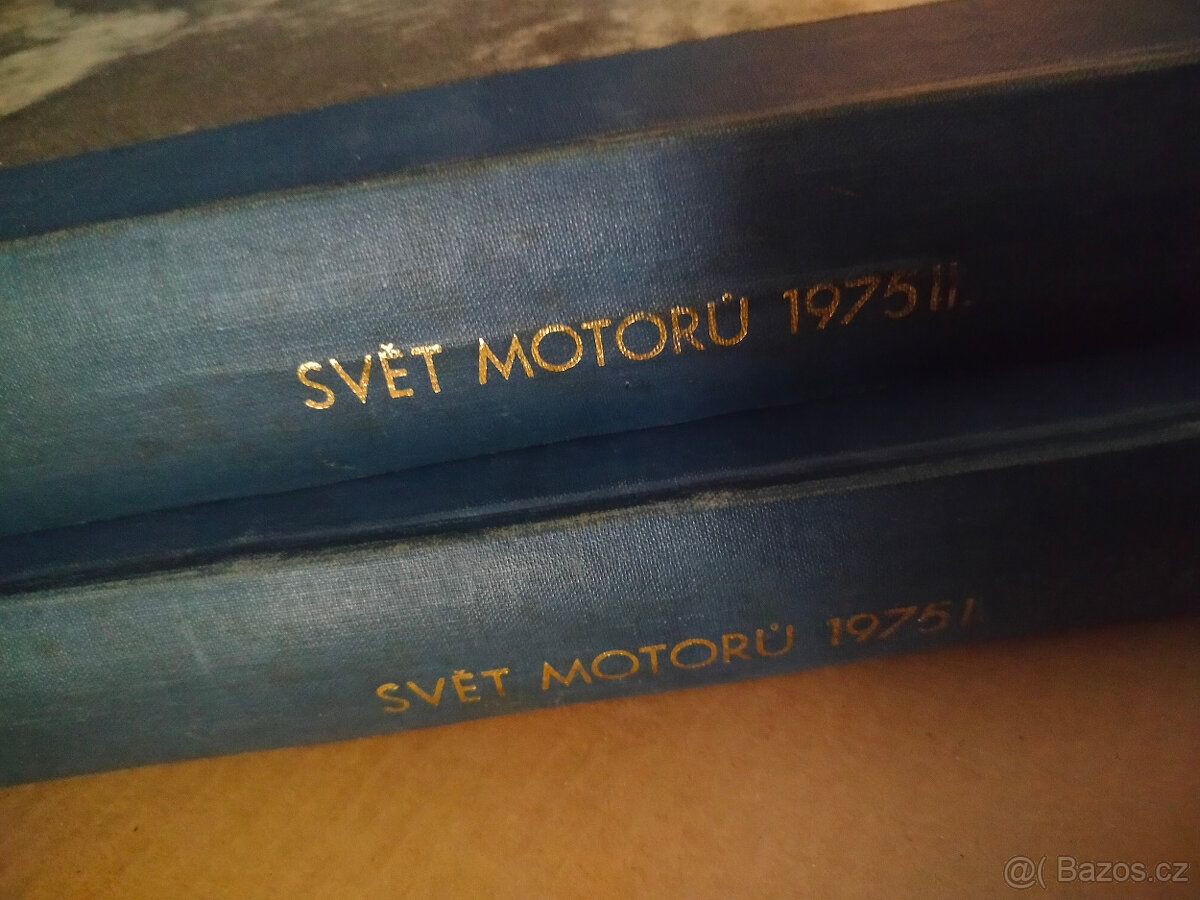 SVĚT MOTORŮ 1975 II.
SVĚT MOTORŮ 1975 I.
@( Bazos.cz